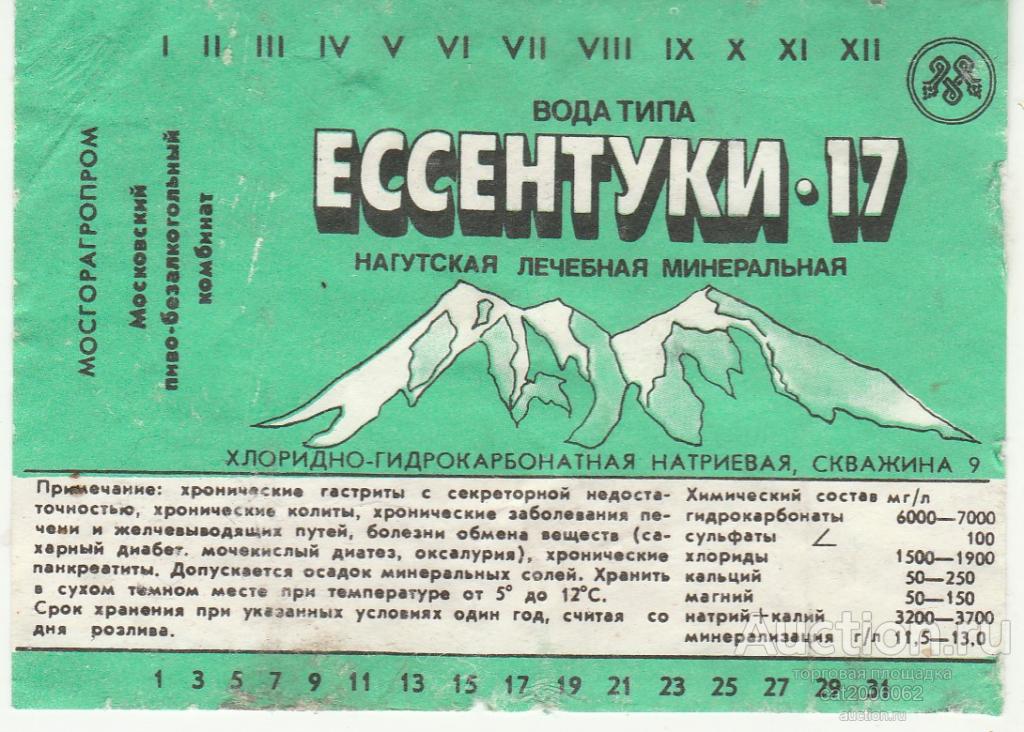 I II III IV V VI VII VIII IX X XI XII
МОСГОРАГРОПРОМ
Московский
пиво-безалкогольный
комбинат
ВОДА ТИПА
ЕССЕНТУКИ·17
НАГУТСКАЯ ЛЕЧЕБНАЯ МИНЕРАЛЬНАЯ
ХЛОРИДНО-ГИДРОКАРБОНАТНАЯ НАТРИЕВАЯ, СКВАЖИНА 9
Примечание: хронические гастриты с секреторной недоста-
точностью, хронические колиты, хронические заболевания пе-
чени и желчевыводящих путей, болезни обмена веществ (са-
харный диабет. мочекислый диатез, оксалурия), хронические
панкреатиты. Допускается осадок минеральных солей. Хранить
в сухом темном месте при температуре от 5° до 12°С.
Срок хранения при указанных условиях один год, считая со
дня розлива.
Химический состав мг/л
гидрокарбонаты 6000—7000
сульфаты ∠ 100
хлориды 1500—1900
кальций 50—250
магний 50—150
натрий+калий 3200—3700
минерализация г/л 11,5—13,0
1 3 5 7 9 11 13 15 17 19 21 23 25 27 29 31
Auction.ru
торговая площадка
cat2006062
auction.ru